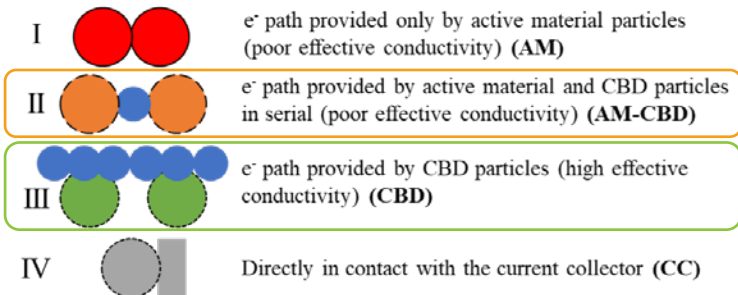 I
e⁻ path provided only by active material particles
(poor effective conductivity) (AM)
II
e⁻ path provided by active material and CBD particles
in serial (poor effective conductivity) (AM-CBD)
III
e⁻ path provided by CBD particles (high effective
conductivity) (CBD)
IV
Directly in contact with the current collector (CC)